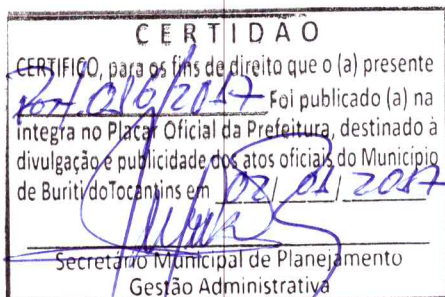 CERTIDAO
CERTIFICO, para os fins de direito que o (a) presente
Port. 016/2017 Foi publicado (a) na
integra no Placar Oficial da Prefeitura, destinado à
divulgação e publicidade dos atos oficiais do Municipio
de Buriti doTocantins em 02/01/2017
Secretário Municipal de Planejamento
Gestão Administrativa